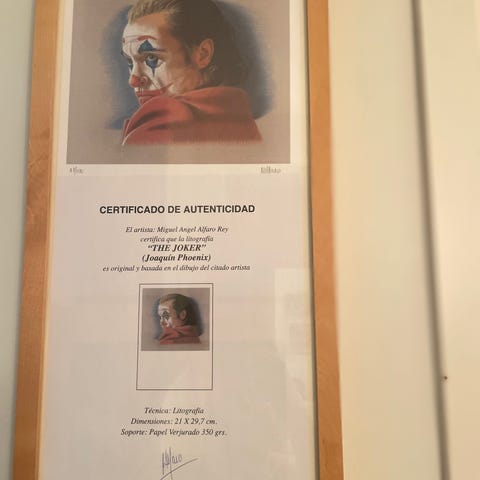 CERTIFICADO DE AUTENTICIDAD
El artista: Miguel Angel Alfaro Rey
certifica que la litografía
“THE JOKER”
(Joaquín Phoenix)
es original y basada en el dibujo del citado artista
Técnica: Litografía
Dimensiones: 21 X 29,7 cm.
Soporte: Papel Verjurado 350 grs.